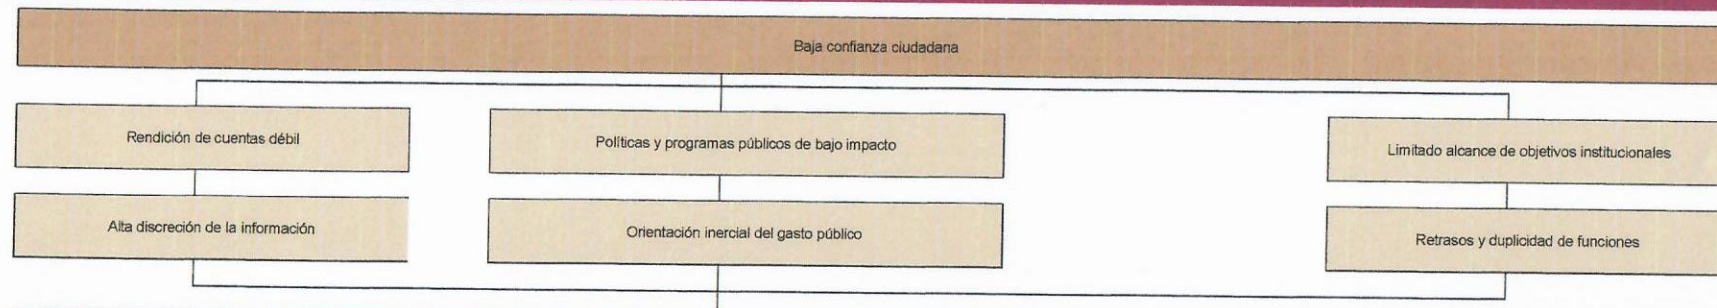 Baja confianza ciudadana
Rendición de cuentas débil
Políticas y programas públicos de bajo impacto
Limitado alcance de objetivos institucionales
Alta discreción de la información
Orientación inercial del gasto público
Retrasos y duplicidad de funciones